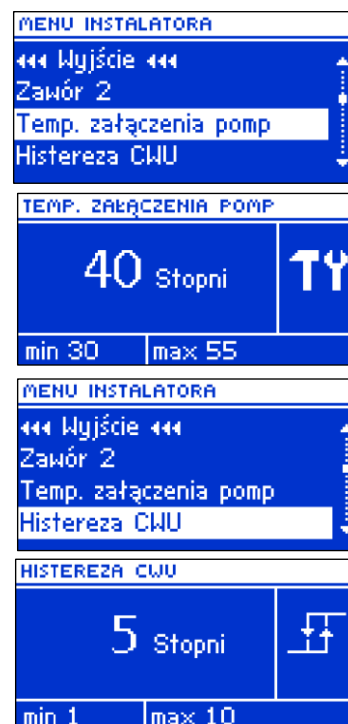 MENU INSTALATORA
Wyjście
Zawór 2
Temp. załączenia pomp
Histereza CWU
TEMP. ZAŁĄCZENIA POMP
40 Stopni
min 30 max 55
MENU INSTALATORA
Wyjście
Zawór 2
Temp. załączenia pomp
Histereza CWU
HISTEREZA CWU
5 Stopni
min 1 max 10